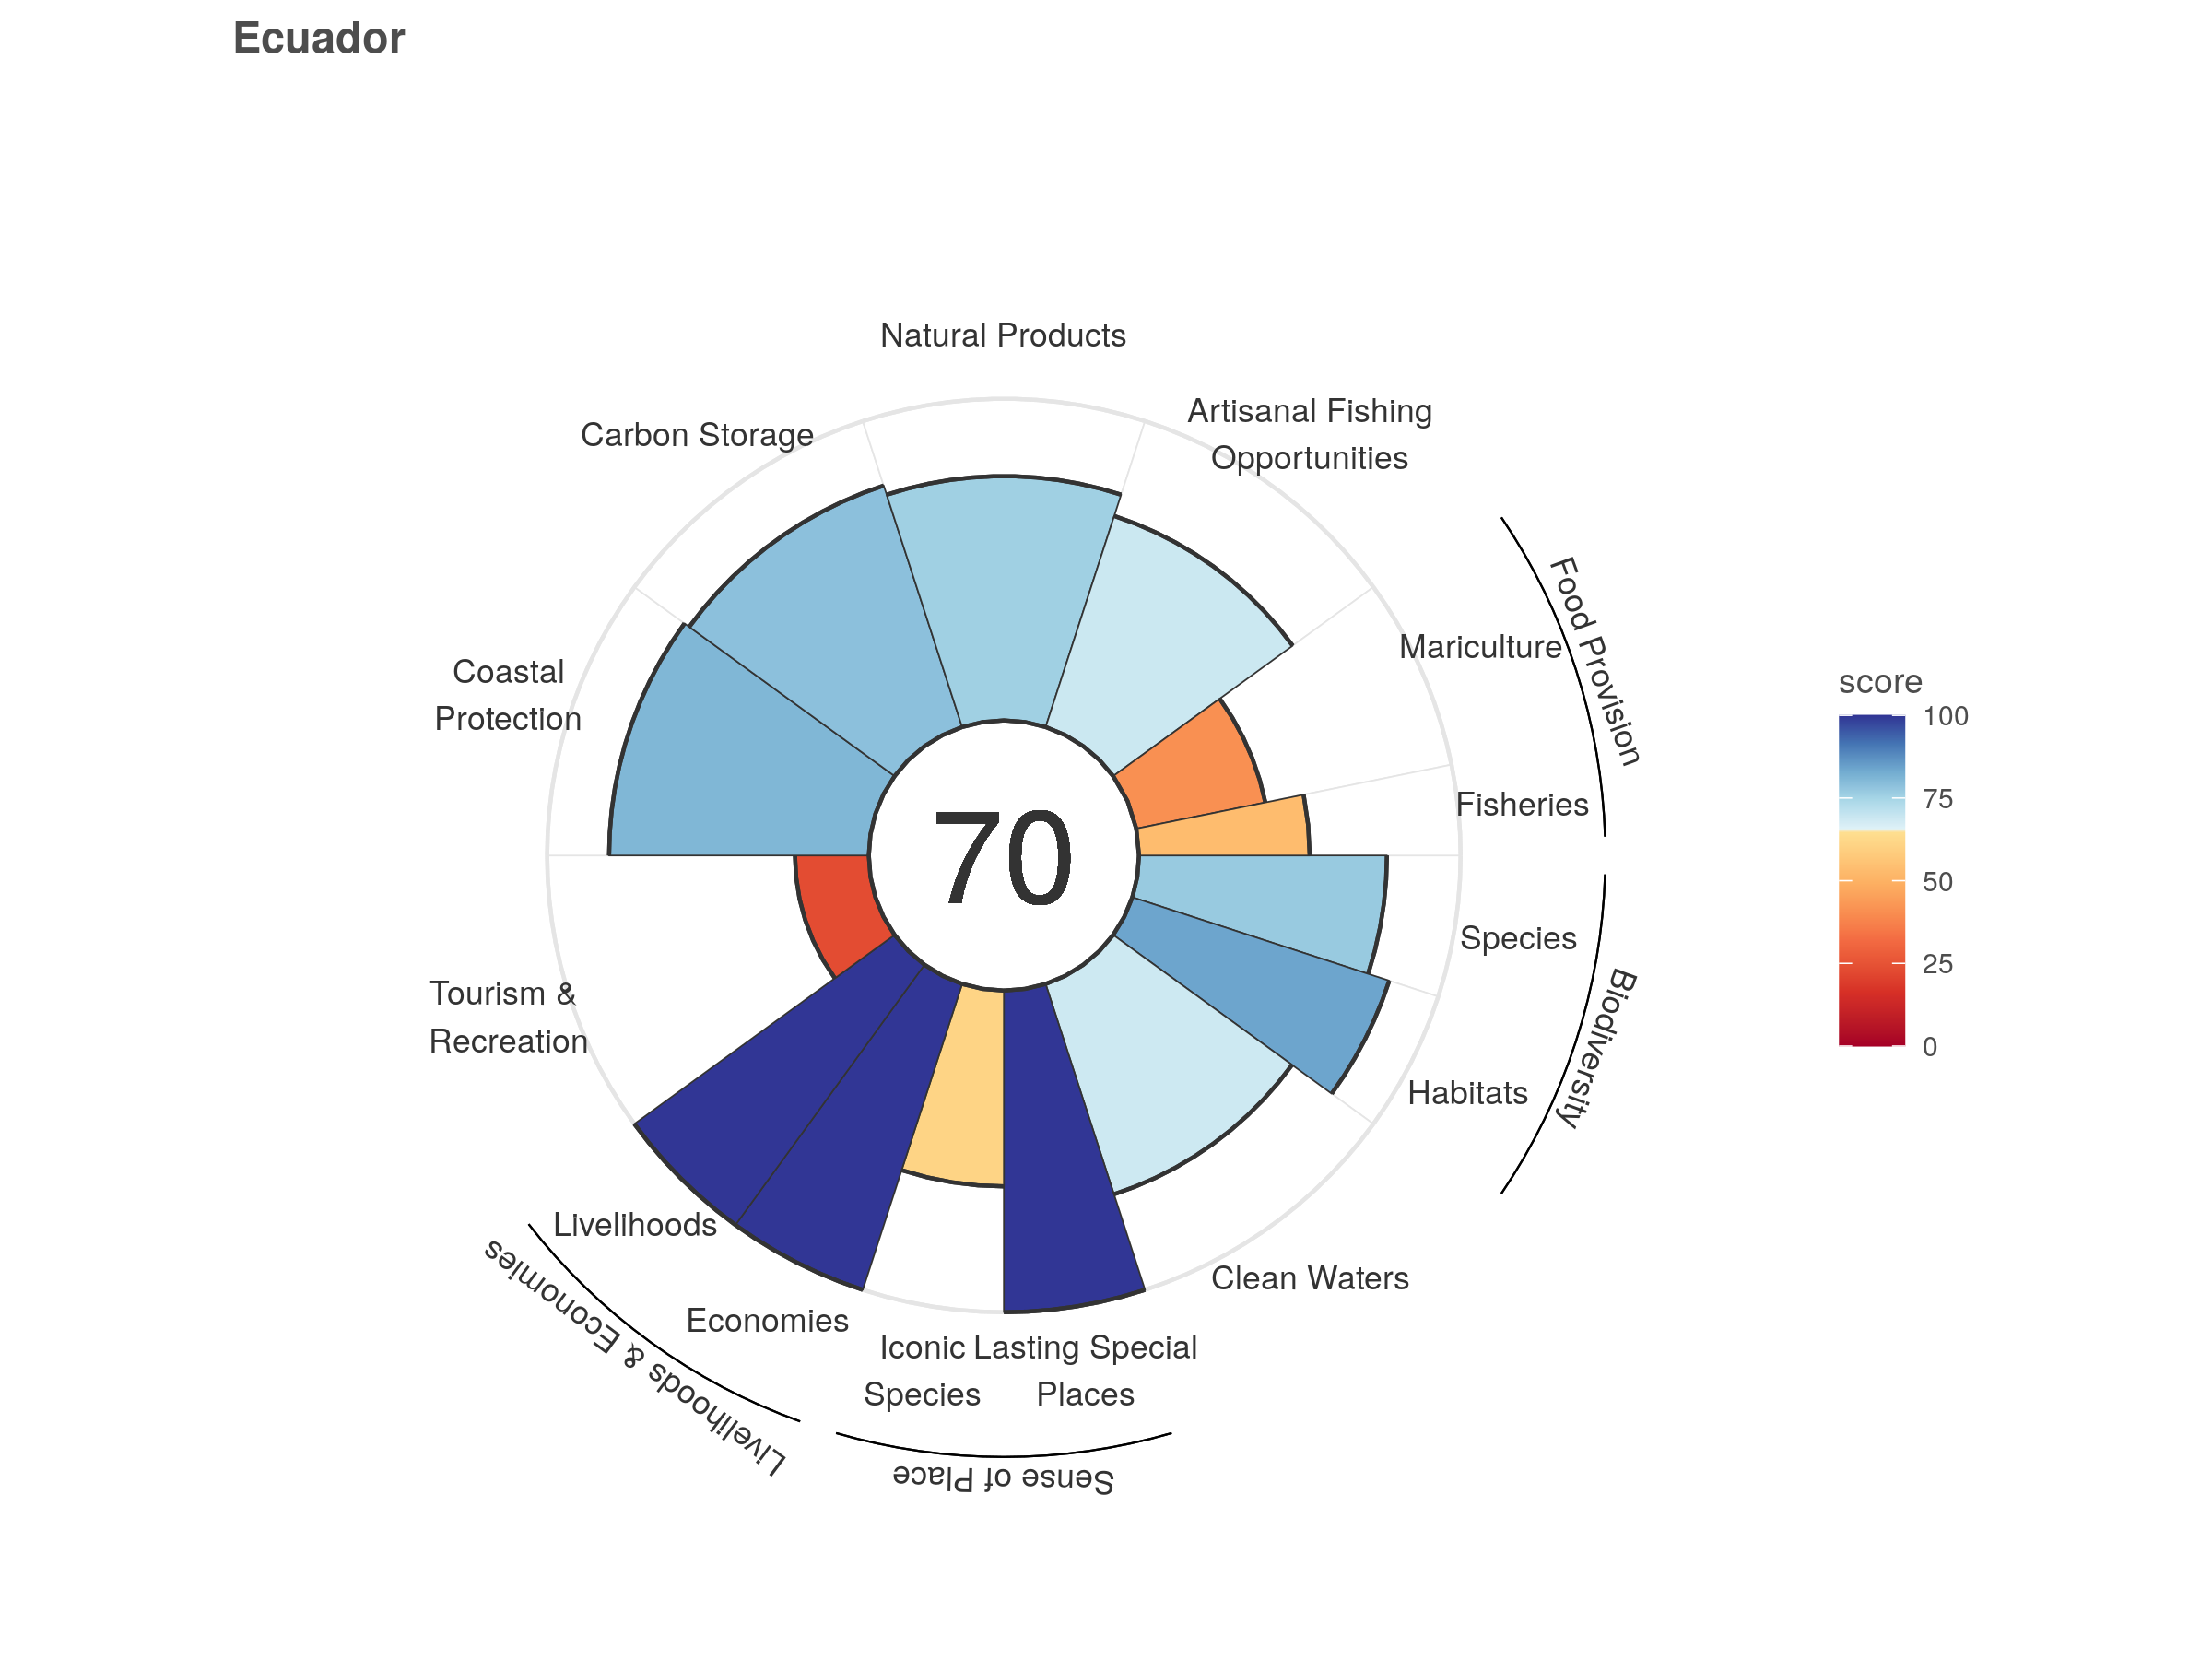 Ecuador
Natural Products
Artisanal Fishing
Opportunities
Carbon Storage
Mariculture
Food Provision
Coastal
Protection
Fisheries
70
Species
Biodiversity
Tourism &
Recreation
Habitats
Livelihoods
Livelihoods & Economies
Economies
Clean Waters
Iconic
Species
Lasting Special
Places
Sense of Place
score
100
75
50
25
0